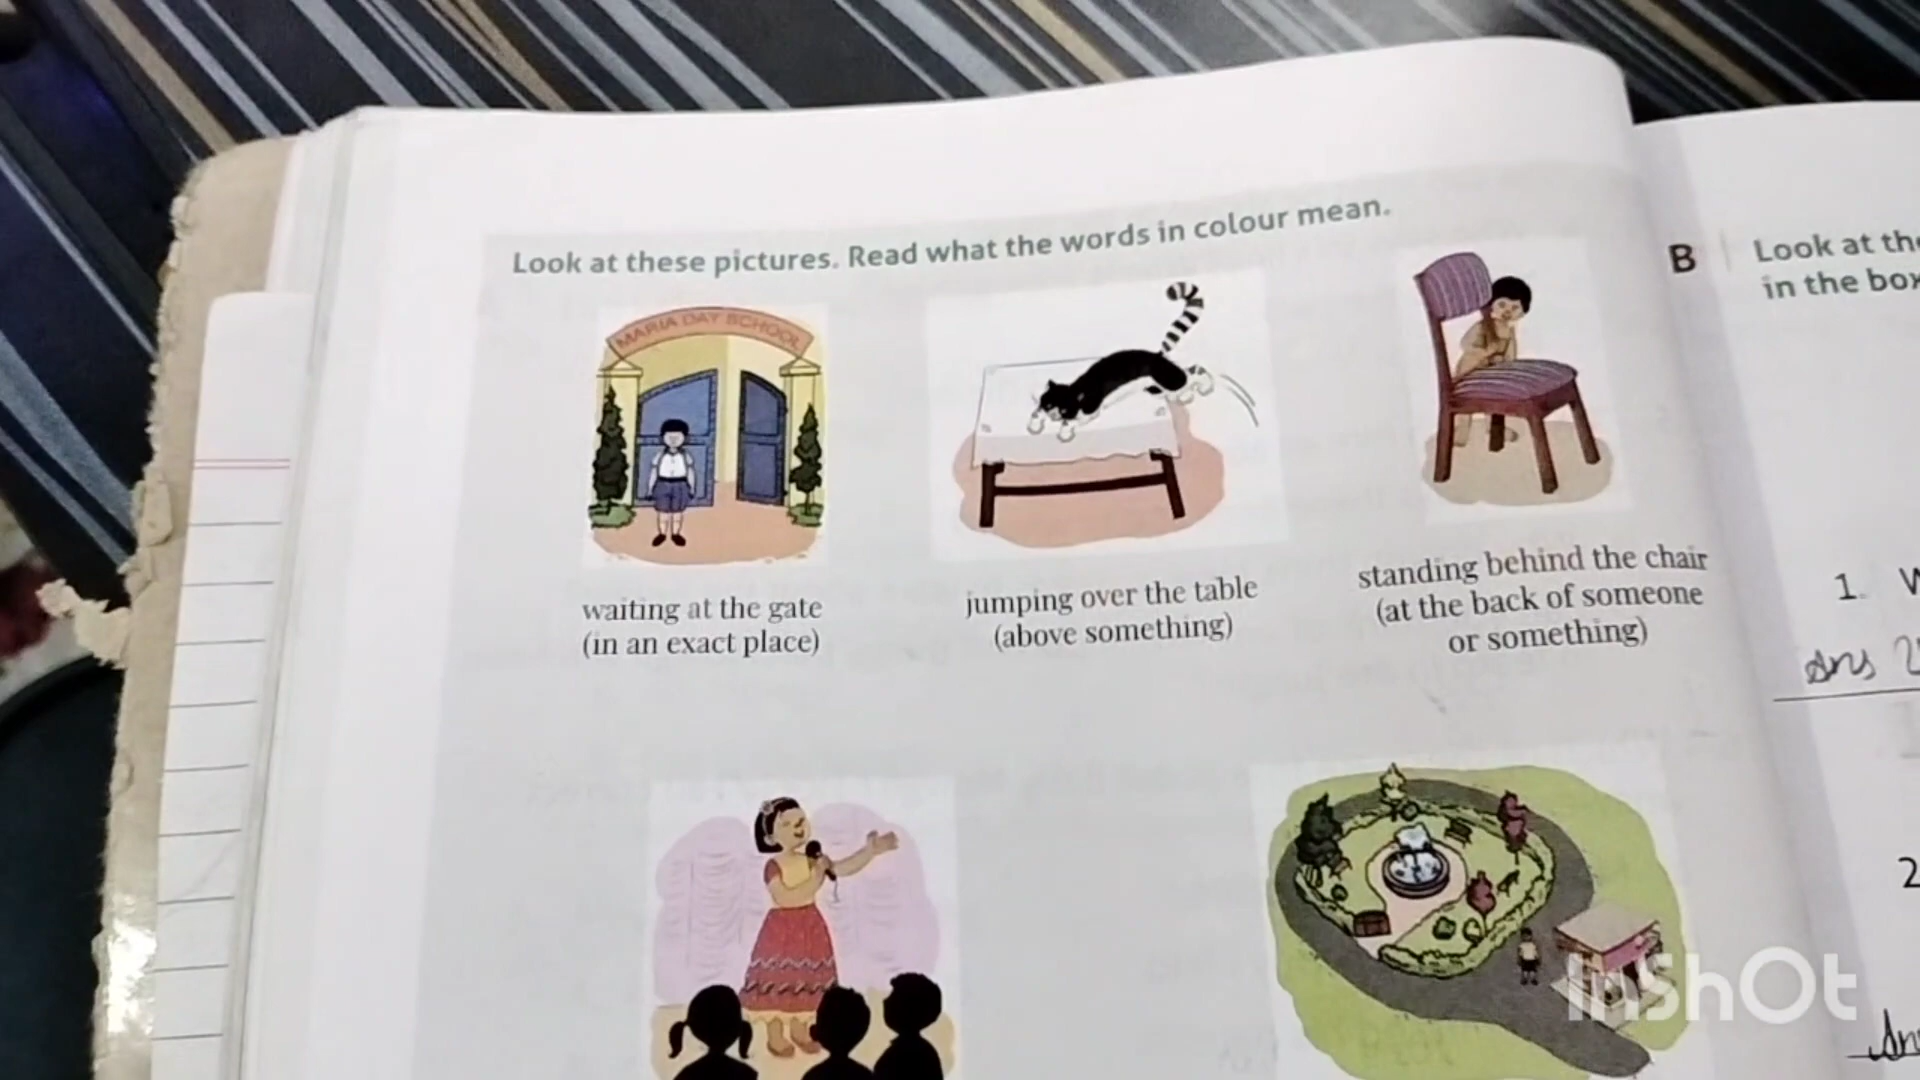 Look at these pictures. Read what the words in colour mean.
MARIA DAY SCHOOL
waiting at the gate
(in an exact place)
jumping over the table
(above something)
standing behind the chair
(at the back of someone
or something)
B
Look at
in the
1.
Ans
2
InShOt